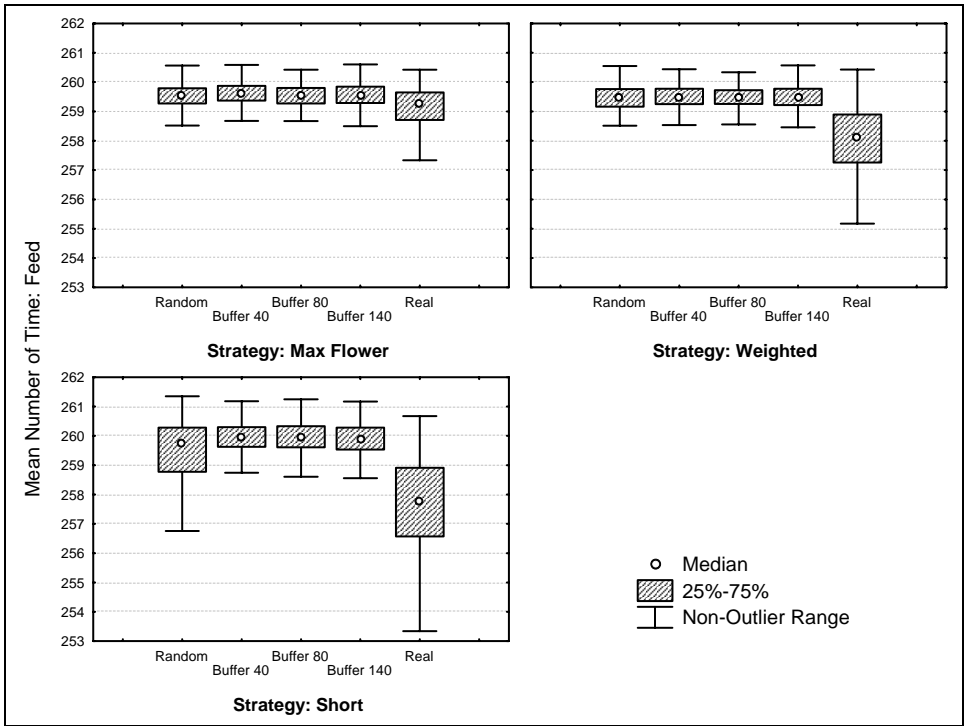 Mean Number of Time: Feed
262
261
260
259
258
257
256
255
254
253
Random
Buffer 40
Buffer 80
Buffer 140
Real
Strategy: Max Flower
Random
Buffer 40
Buffer 80
Buffer 140
Real
Strategy: Weighted
262
261
260
259
258
257
256
255
254
253
Random
Buffer 40
Buffer 80
Buffer 140
Real
Strategy: Short
Median
25%-75%
Non-Outlier Range